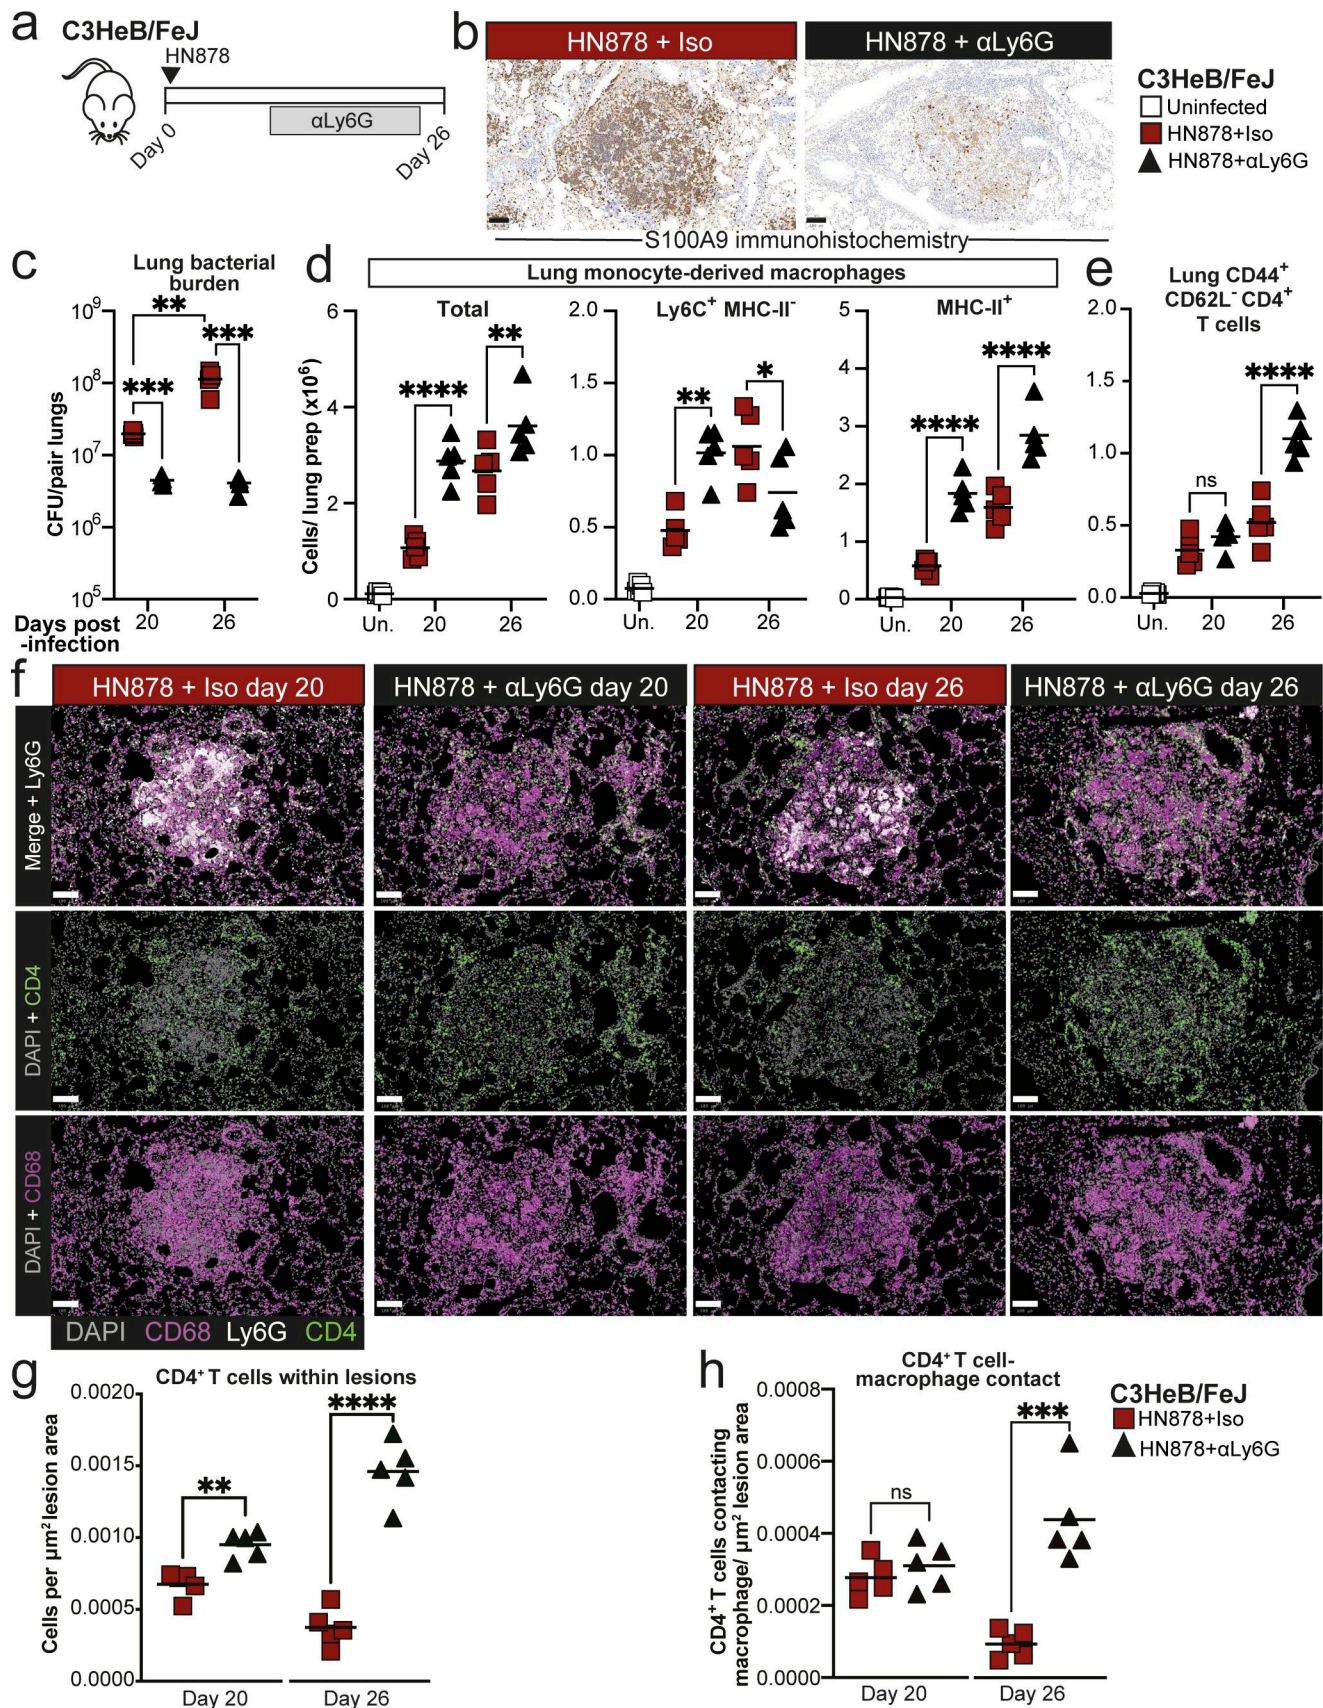 a
C3HeB/FeJ
HN878
αLy6G
Day 0
Day 26
b
HN878 + Iso
HN878 + αLy6G
S100A9 immunohistochemistry
C3HeB/FeJ
Uninfected
HN878+Iso
HN878+αLy6G
c
Lung bacterial
burden
CFU/pair lungs
10⁹
10⁸
10⁷
10⁶
10⁵
**
***
***
20
26
Days post
-infection
d
Lung monocyte-derived macrophages
Total
Cells/ lung prep (x10⁶)
6
4
2
0
****
**
Un.
20
26
Ly6C⁺ MHC-II⁻
2.0
1.5
1.0
0.5
0.0
**
*
Un.
20
26
MHC-II⁺
5
4
3
2
1
0
****
****
Un.
20
26
e
Lung CD44⁺
CD62L⁻ CD4⁺
T cells
2.0
1.5
1.0
0.5
0.0
ns
****
Un.
20
26
f
HN878 + Iso day 20
HN878 + αLy6G day 20
HN878 + Iso day 26
HN878 + αLy6G day 26
Merge + Ly6G
DAPI + CD4
DAPI + CD68
DAPI CD68 Ly6G CD4
g
CD4⁺ T cells within lesions
Cells per µm² lesion area
0.0020
0.0015
0.0010
0.0005
0.0000
**
****
Day 20
Day 26
h
CD4⁺ T cell-
macrophage contact
CD4⁺ T cells contacting
macrophage/ µm² lesion area
0.0008
0.0006
0.0004
0.0002
0.0000
ns
***
Day 20
Day 26
C3HeB/FeJ
HN878+Iso
HN878+αLy6G